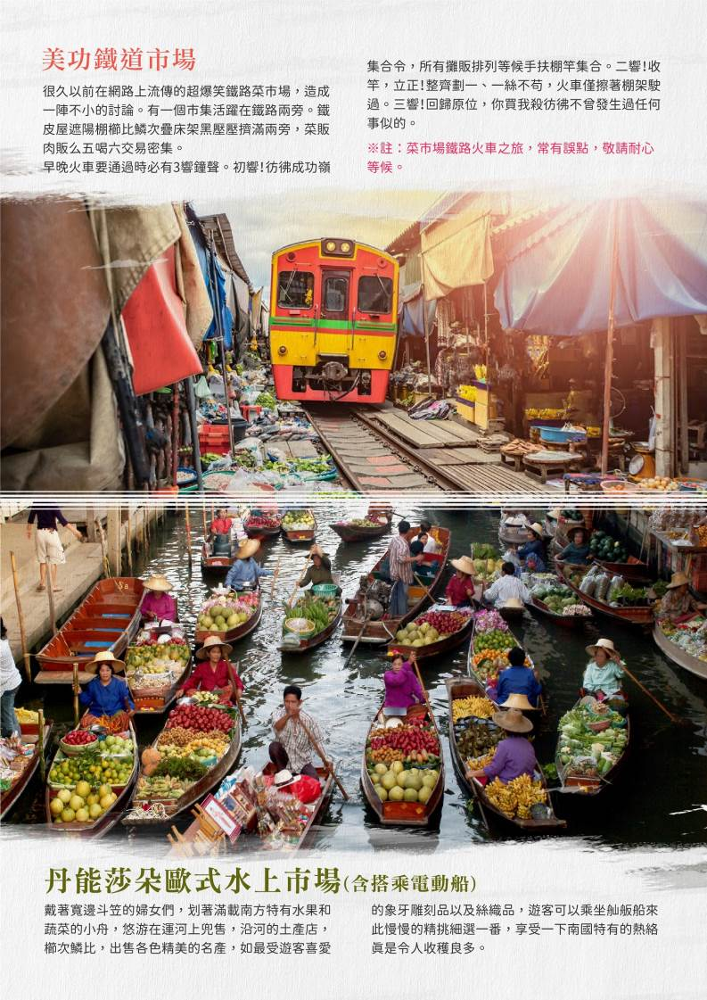 美功鐵道市場
很久以前在網路上流傳的超爆笑鐵路菜市場，造成
一陣不小的討論。有一個市集活躍在鐵路兩旁。鐵
皮屋遮陽棚櫛比鱗次疊床架黑壓壓擠滿兩旁，菜販
肉販么五喝六交易密集。
早晚火車要通過時必有3響鐘聲。初響!彷彿成功嶺
集合令，所有攤販排列等候手扶棚竿集合。二響!收
竿，立正!整齊劃一、一絲不苟，火車僅擦著棚架駛
過。三響!回歸原位，你買我殺彷彿不曾發生過任何
事似的。
※註：菜市場鐵路火車之旅，常有誤點，敬請耐心
等候。
丹能莎朵歐式水上市場(含搭乘電動船)
戴著寬邊斗笠的婦女們，划著滿載南方特有水果和
蔬菜的小舟，悠游在運河上兜售，沿河的土產店，
櫛次鱗比，出售各色精美的名產，如最受遊客喜愛
的象牙雕刻品以及絲織品，遊客可以乘坐舢舨船來
此慢慢的精挑細選一番，享受一下南國特有的熱絡
真是令人收穫良多。